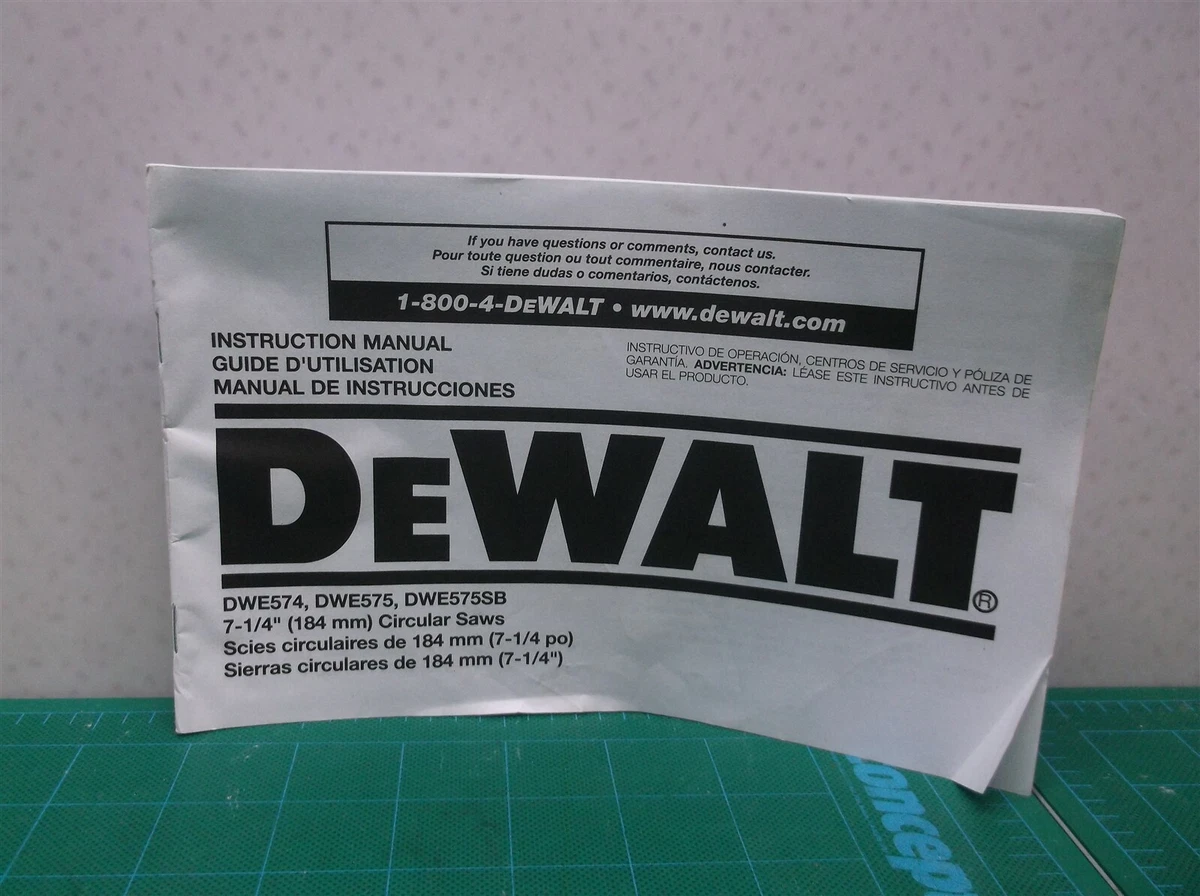 If you have questions or comments, contact us.
Pour toute question ou tout commentaire, nous contacter.
Si tiene dudas o comentarios, contáctenos.
1-800-4-DEWALT • www.dewalt.com
INSTRUCTION MANUAL
GUIDE D'UTILISATION
MANUAL DE INSTRUCCIONES
INSTRUCTIVO DE OPERACIÓN, CENTROS DE SERVICIO Y PÓLIZA DE
GARANTÍA. ADVERTENCIA: LÉASE ESTE INSTRUCTIVO ANTES DE
USAR EL PRODUCTO.
DEWALT®
DWE574, DWE575, DWE575SB
7-1/4" (184 mm) Circular Saws
Scies circulaires de 184 mm (7-1/4 po)
Sierras circulares de 184 mm (7-1/4")